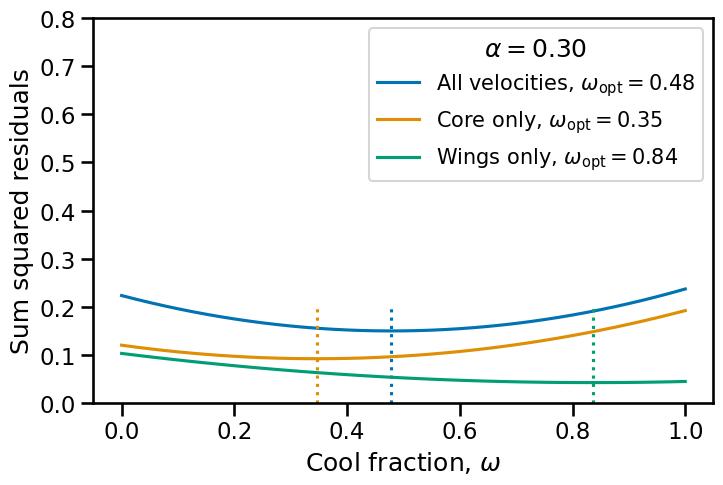 0.8
0.7
0.6
0.5
0.4
0.3
0.2
0.1
0.0
Sum squared residuals
α = 0.30
All velocities, ω_opt = 0.48
Core only, ω_opt = 0.35
Wings only, ω_opt = 0.84
0.0 0.2 0.4 0.6 0.8 1.0
Cool fraction, ω